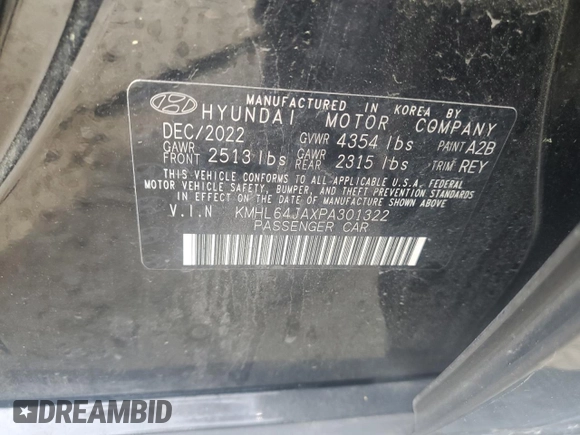 MANUFACTURED IN KOREA BY
HYUNDAI MOTOR COMPANY
DEC/2022 GVWR 4354 lbs PAINT A2B
GAWR FRONT 2513 lbs GAWR REAR 2315 lbs TRIM REY
THIS VEHICLE CONFORMS TO ALL APPLICABLE U.S.A. FEDERAL
MOTOR VEHICLE SAFETY, BUMPER, AND THEFT PREVENTION STANDARDS
IN EFFECT ON THE DATE OF MANUFACTURE SHOWN ABOVE
V.I.N KMHL64JAXPA301322
PASSENGER CAR
DREAMBID